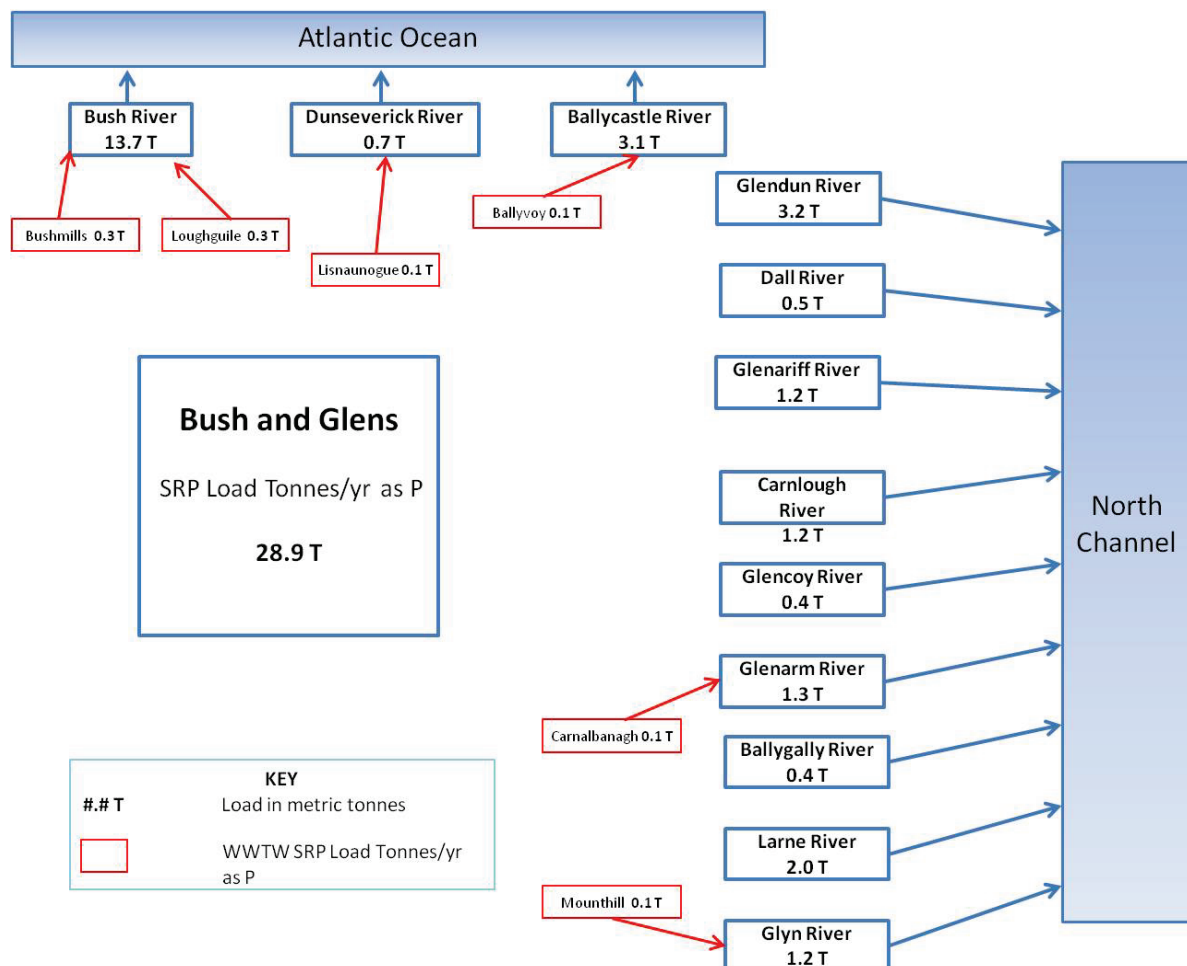 Atlantic Ocean
Bush River
13.7 T
Dunseverick River
0.7 T
Ballycastle River
3.1 T
Bushmills 0.3 T
Loughguile 0.3 T
Lisnaunogue 0.1 T
Ballyvoy 0.1 T
Glendun River
3.2 T
Dall River
0.5 T
Glenariff River
1.2 T
Carnlough
River
1.2 T
Glencoy River
0.4 T
Glenarm River
1.3 T
Carnalbanagh 0.1 T
Ballygally River
0.4 T
Larne River
2.0 T
Mounthill 0.1 T
Glyn River
1.2 T
North
Channel
Bush and Glens
SRP Load Tonnes/yr as P
28.9 T
KEY
#.# T Load in metric tonnes
WWTW SRP Load Tonnes/yr
as P